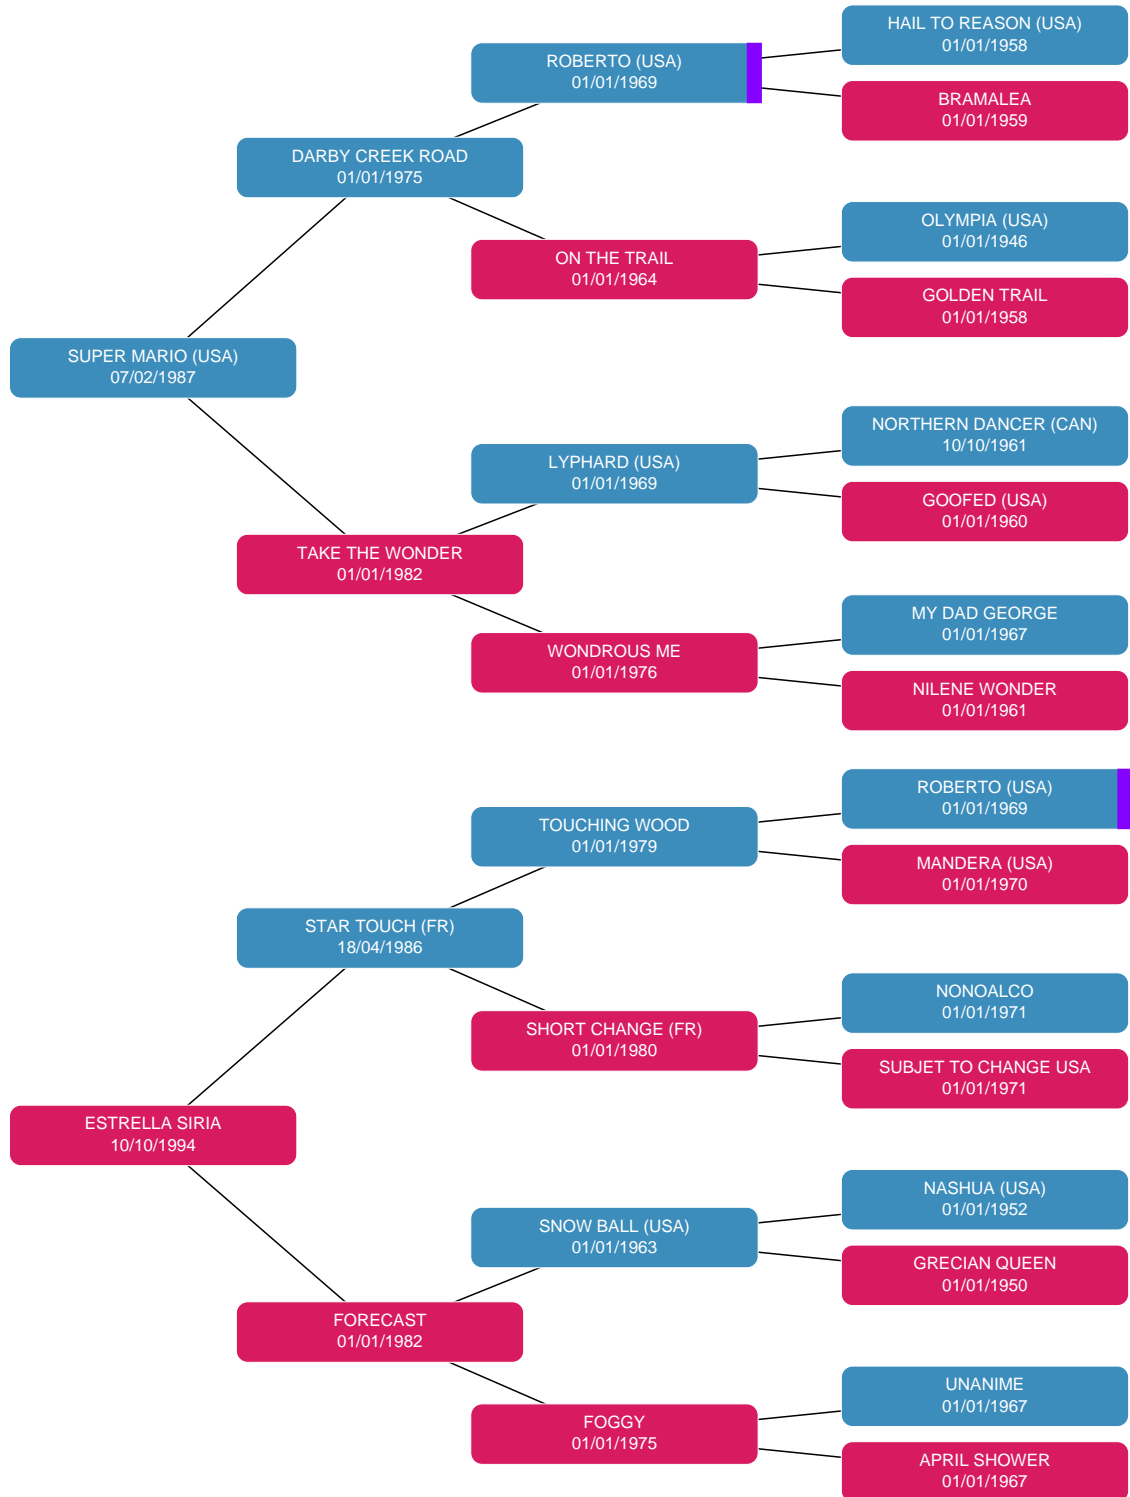 HAIL TO REASON (USA)
01/01/1958
ROBERTO (USA)
01/01/1969
BRAMALEA
01/01/1959
DARBY CREEK ROAD
01/01/1975
OLYMPIA (USA)
01/01/1946
ON THE TRAIL
01/01/1964
GOLDEN TRAIL
01/01/1958
SUPER MARIO (USA)
07/02/1987
NORTHERN DANCER (CAN)
10/10/1961
LYPHARD (USA)
01/01/1969
GOOFED (USA)
01/01/1960
TAKE THE WONDER
01/01/1982
MY DAD GEORGE
01/01/1967
WONDROUS ME
01/01/1976
NILENE WONDER
01/01/1961
ROBERTO (USA)
01/01/1969
TOUCHING WOOD
01/01/1979
MANDERA (USA)
01/01/1970
STAR TOUCH (FR)
18/04/1986
NONOALCO
01/01/1971
SHORT CHANGE (FR)
01/01/1980
SUBJET TO CHANGE USA
01/01/1971
ESTRELLA SIRIA
10/10/1994
NASHUA (USA)
01/01/1952
SNOW BALL (USA)
01/01/1963
GRECIAN QUEEN
01/01/1950
FORECAST
01/01/1982
UNANIME
01/01/1967
FOGGY
01/01/1975
APRIL SHOWER
01/01/1967